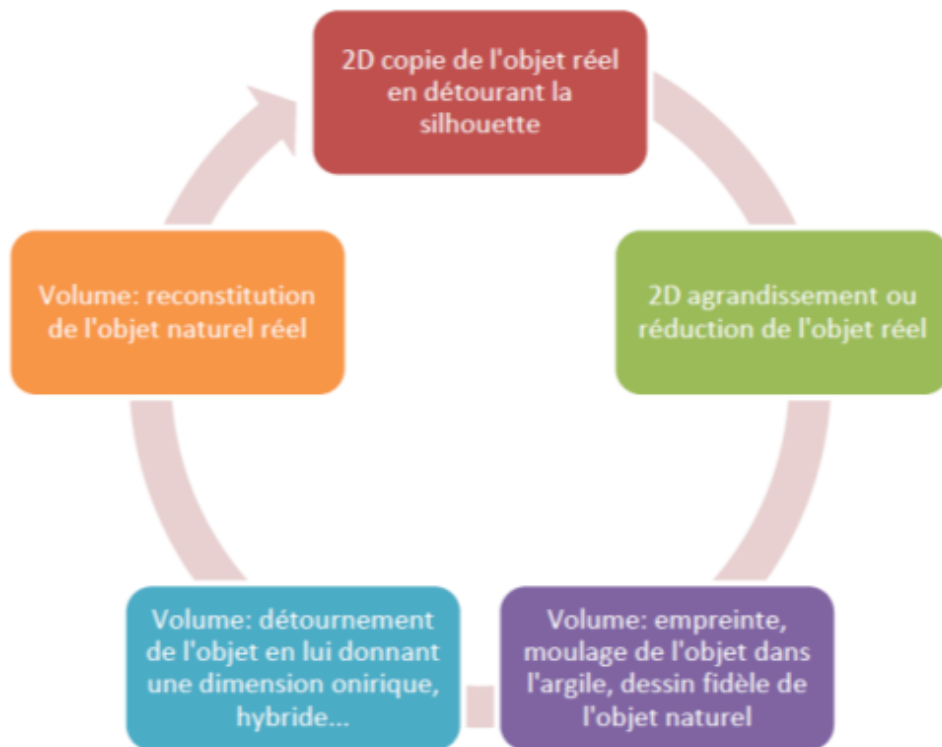 2D copie de l'objet réel
en détourant la
silhouette
2D agrandissement ou
réduction de l'objet réel
Volume: empreinte,
moulage de l'objet dans
l'argile, dessin fidèle de
l'objet naturel
Volume: détournement
de l'objet en lui donnant
une dimension onirique,
hybride...
Volume: reconstitution
de l'objet naturel réel